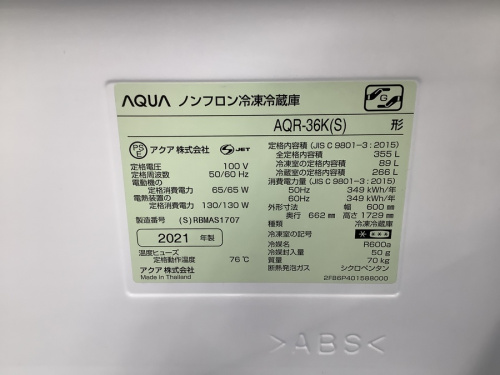 AQUA ノンフロン冷凍冷蔵庫
G
AQR-36K(S) 形
PSE アクア株式会社 JET
定格電圧 100 V
定格周波数 50/60 Hz
電動機の
定格消費電力 65/65 W
電熱装置の
定格消費電力 130/130 W
製造番号 (S)RBMAS1707
2021 年製
温度ヒューズ
定格動作温度 76℃
アクア株式会社
Made in Thailand
定格内容積 (JIS C 9801-3:2015)
全定格内容積 355 L
冷凍室の定格内容積 89 L
冷蔵室の定格内容積 266 L
消費電力量 (JIS C 9801-3:2015)
50Hz 349 kWh/年
60Hz 349 kWh/年
外形寸法 幅 600 mm
奥行 662 mm 高さ 1729 mm
種類 冷凍冷蔵庫
冷凍室の記号
冷媒 R600a
冷媒封入量 50 g
質量 70 kg
断熱発泡ガス シクロペンタン
>ABS<